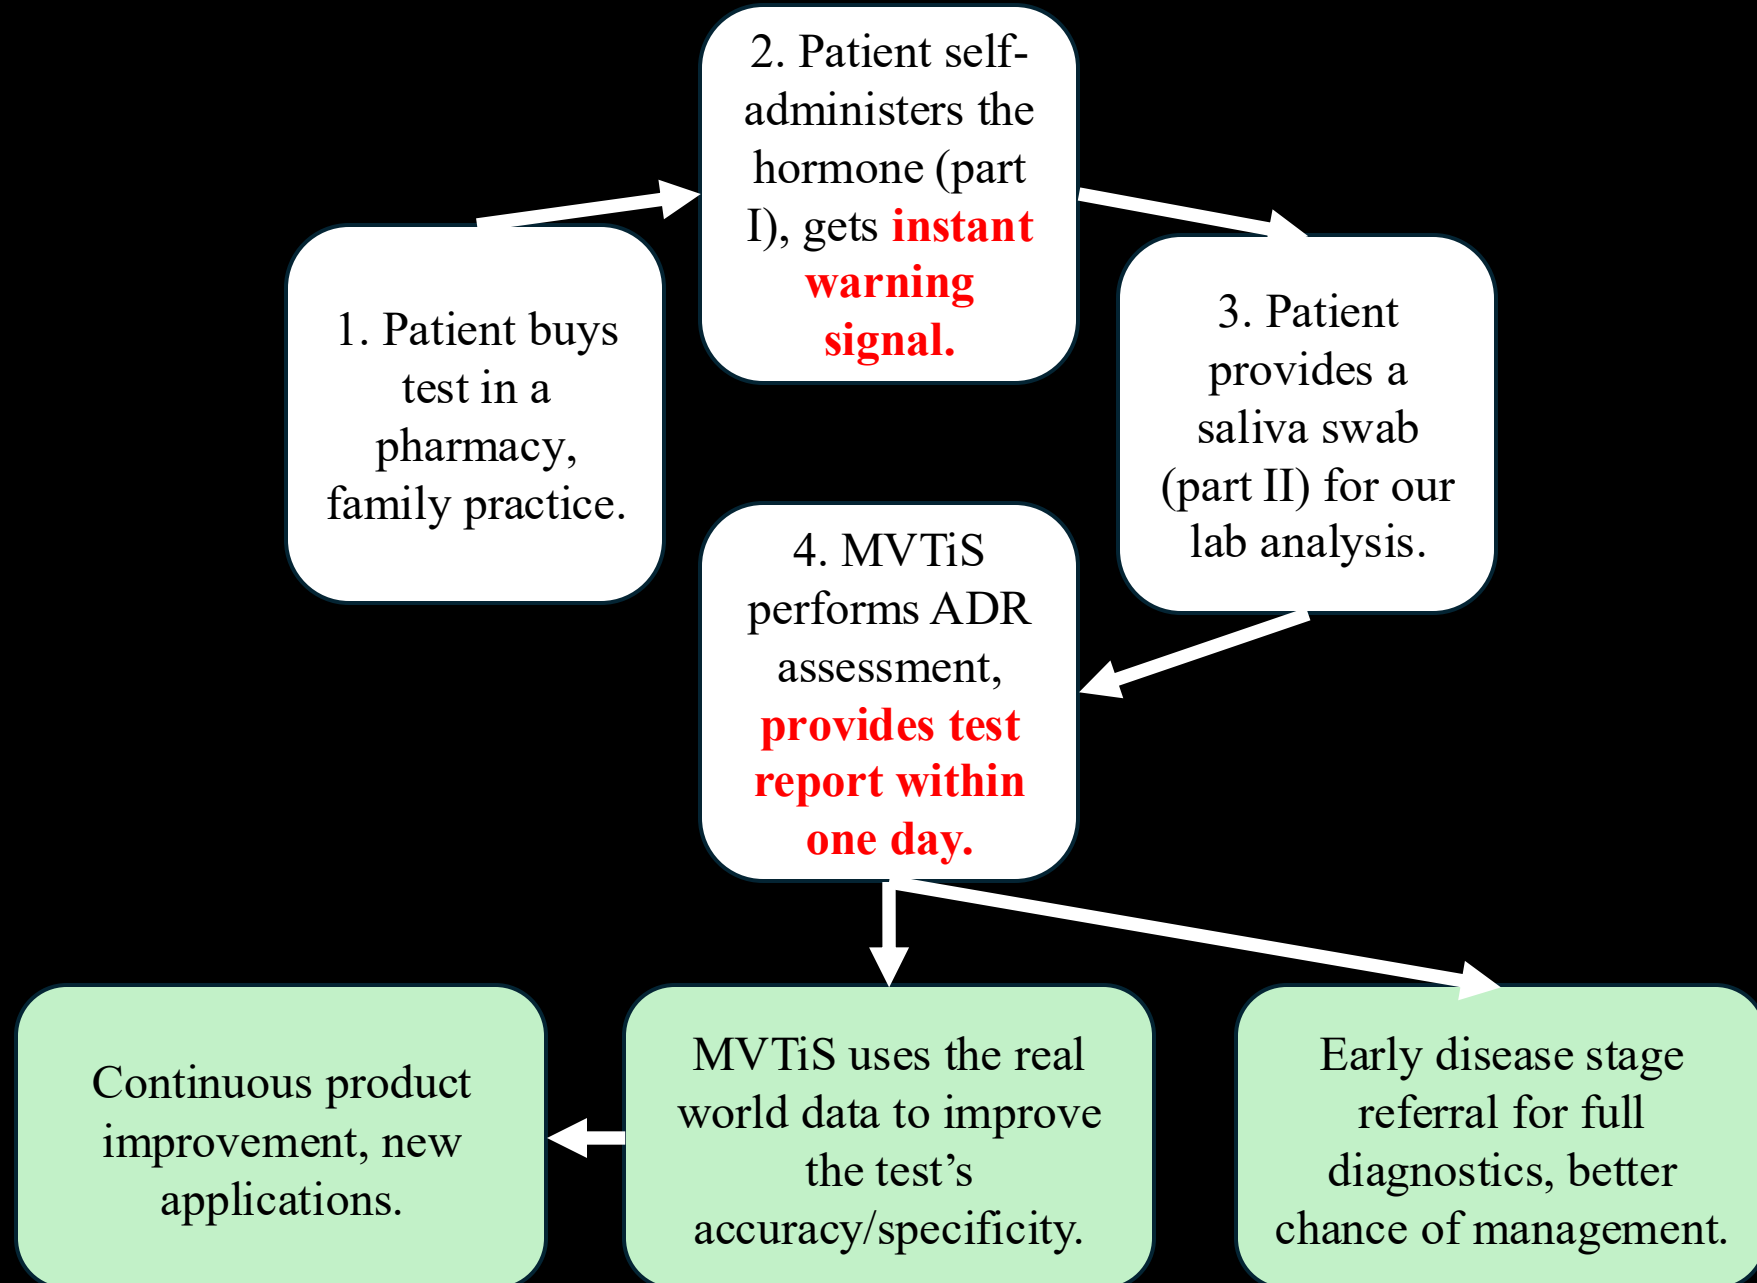 2. Patient self-
administers the
hormone (part
I), gets instant
warning
signal.
1. Patient buys
test in a
pharmacy,
family practice.
3. Patient
provides a
saliva swab
(part II) for our
lab analysis.
4. MVTiS
performs ADR
assessment,
provides test
report within
one day.
Continuous product
improvement, new
applications.
MVTiS uses the real
world data to improve
the test’s
accuracy/specificity.
Early disease stage
referral for full
diagnostics, better
chance of management.